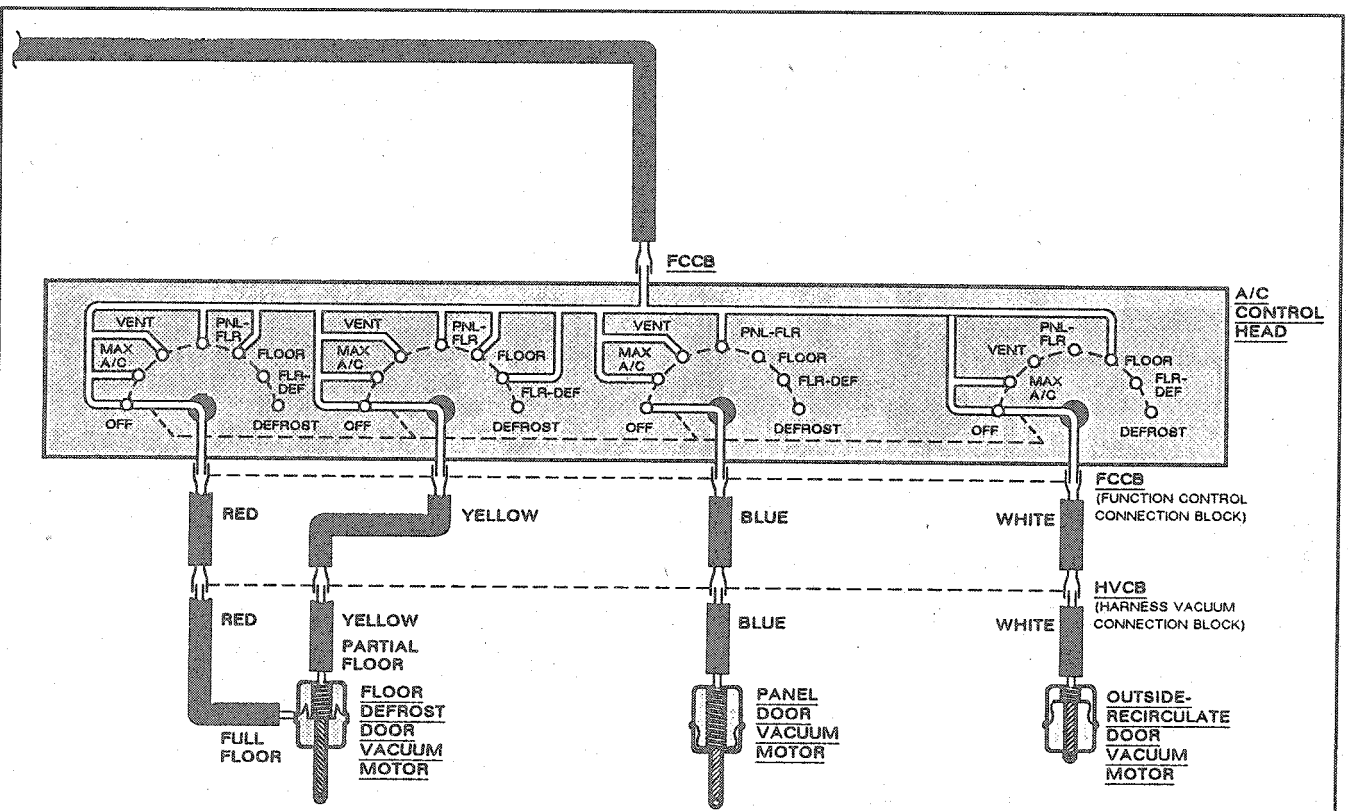 FCCB
A/C
CONTROL
HEAD
VENT
MAX
A/C
OFF
PNL-
FLR
FLOOR
FLR-
DEF
DEFROST
VENT
MAX
A/C
OFF
PNL-
FLR
FLOOR
FLR-DEF
DEFROST
VENT
MAX
A/C
OFF
PNL-FLR
FLOOR
FLR-DEF
DEFROST
PNL-
FLR
VENT
MAX
A/C
OFF
FLOOR
FLR-
DEF
DEFROST
RED
YELLOW
BLUE
WHITE
FCCB
(FUNCTION CONTROL
CONNECTION BLOCK)
HVCB
(HARNESS VACUUM
CONNECTION BLOCK)
RED
YELLOW
BLUE
WHITE
PARTIAL
FLOOR
FULL
FLOOR
FLOOR
DEFROST
DOOR
VACUUM
MOTOR
PANEL
DOOR
VACUUM
MOTOR
OUTSIDE-
RECIRCULATE
DOOR
VACUUM
MOTOR